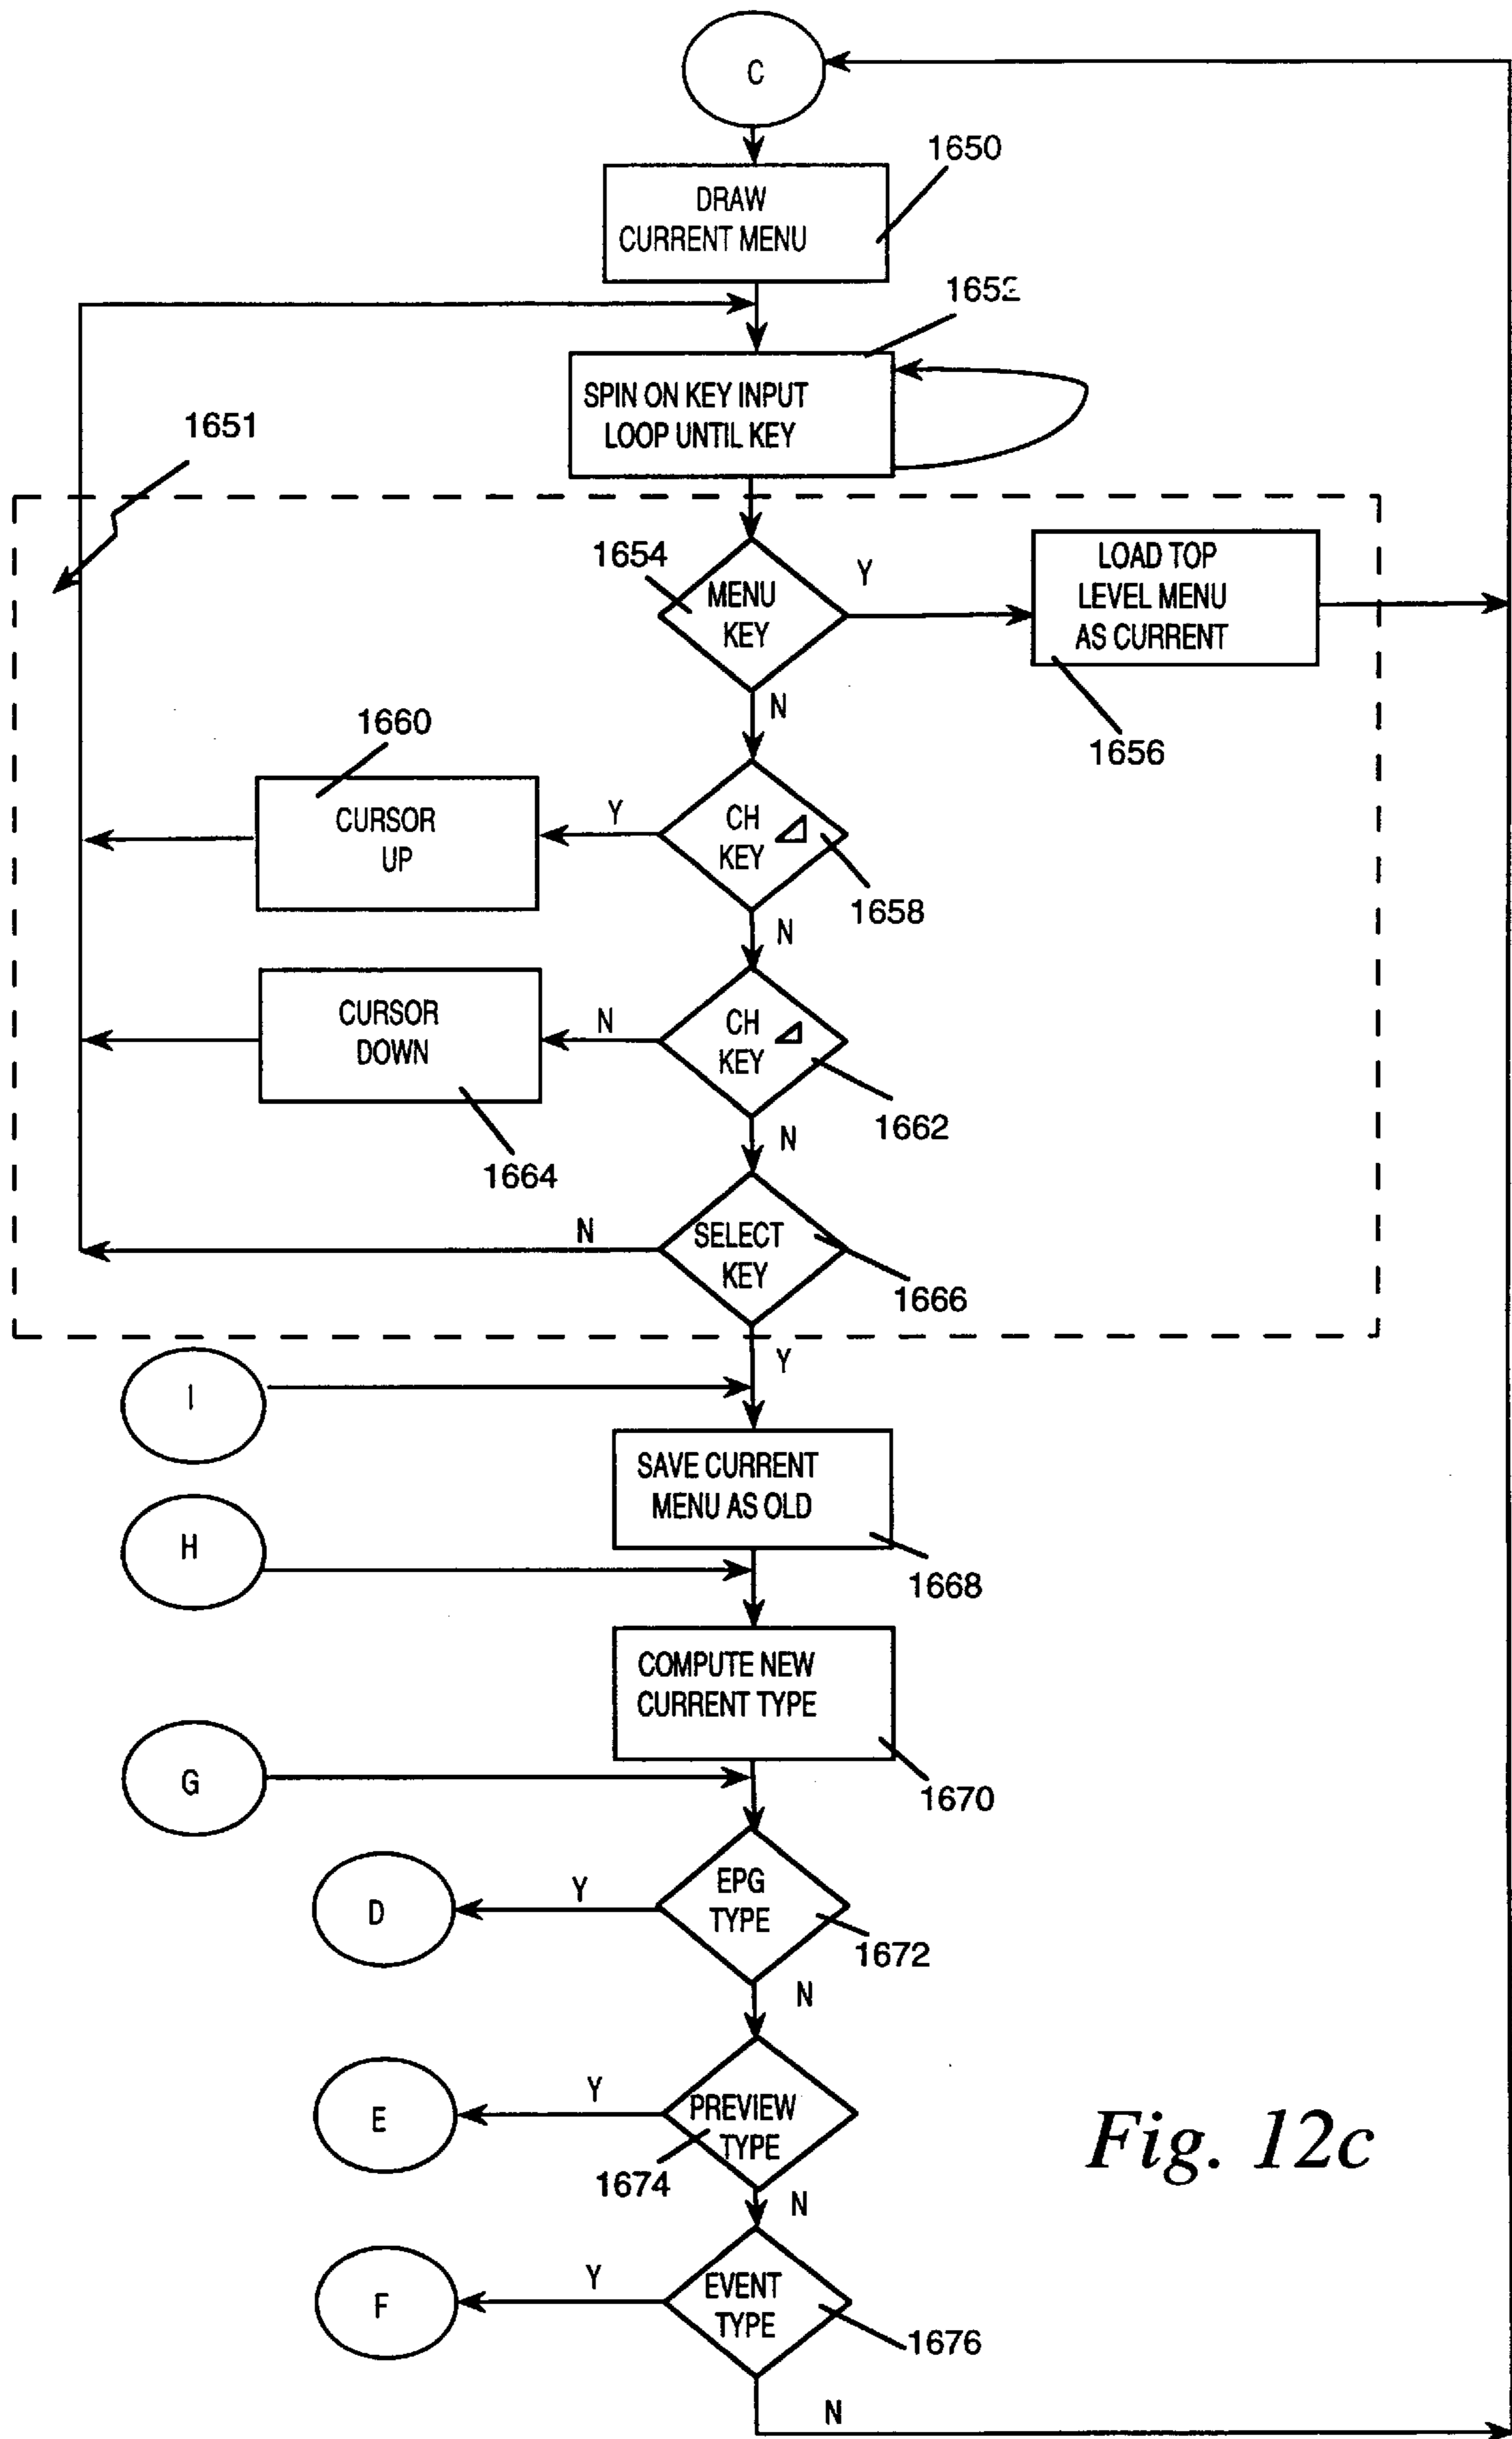 C
1650
DRAW
CURRENT MENU
1652
SPIN ON KEY INPUT
LOOP UNTIL KEY
1651
1654
MENU
KEY
Y
LOAD TOP
LEVEL MENU
AS CURRENT
1656
N
1660
CURSOR
UP
Y
CH
KEY
1658
N
CURSOR
DOWN
N
CH
KEY
1662
1664
N
N
SELECT
KEY
1666
Y
I
SAVE CURRENT
MENU AS OLD
1668
H
COMPUTE NEW
CURRENT TYPE
1670
G
D
Y
EPG
TYPE
1672
N
E
Y
PREVIEW
TYPE
1674
N
F
Y
EVENT
TYPE
1676
N
Fig. 12c